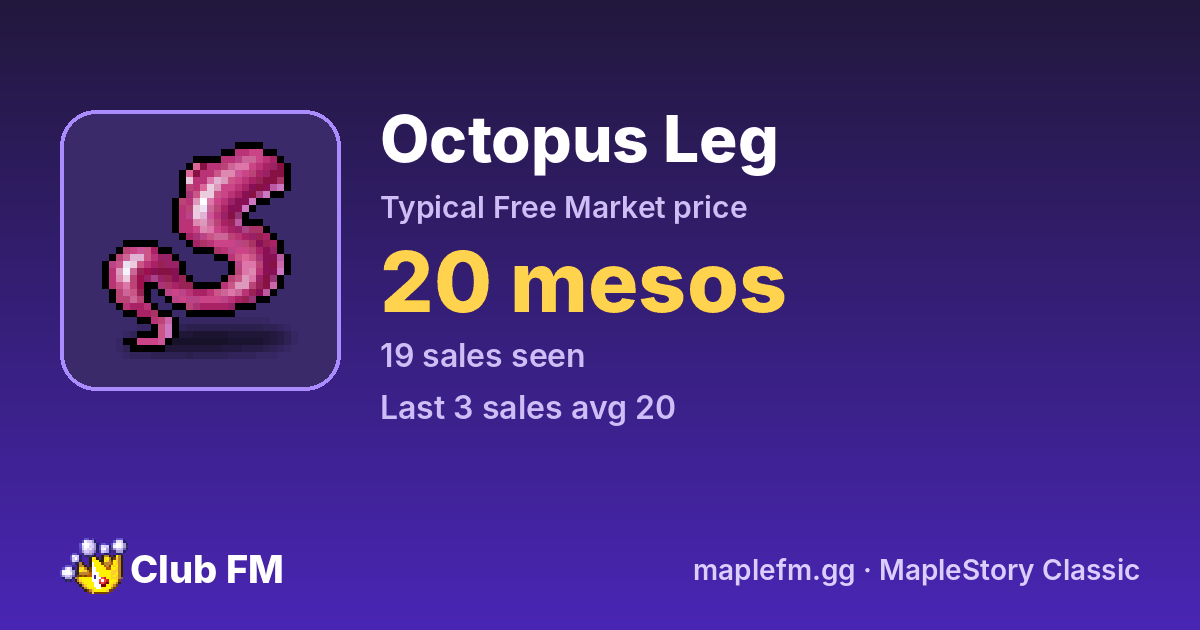 Octopus Leg
Typical Free Market price
20 mesos
19 sales seen
Last 3 sales avg 20
Club FM
maplefm.gg · MapleStory Classic